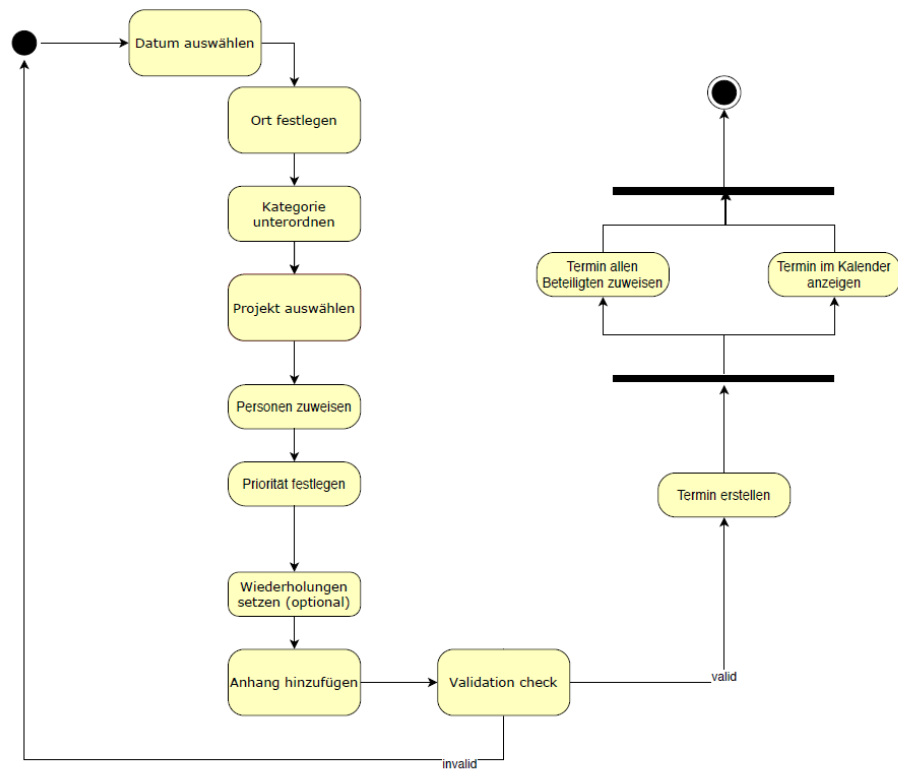 Datum auswählen
Ort festlegen
Kategorie
unterordnen
Projekt auswählen
Personen zuweisen
Priorität festlegen
Wiederholungen
setzen (optional)
Anhang hinzufügen
Validation check
invalid
valid
Termin erstellen
Termin allen
Beteiligten zuweisen
Termin im Kalender
anzeigen